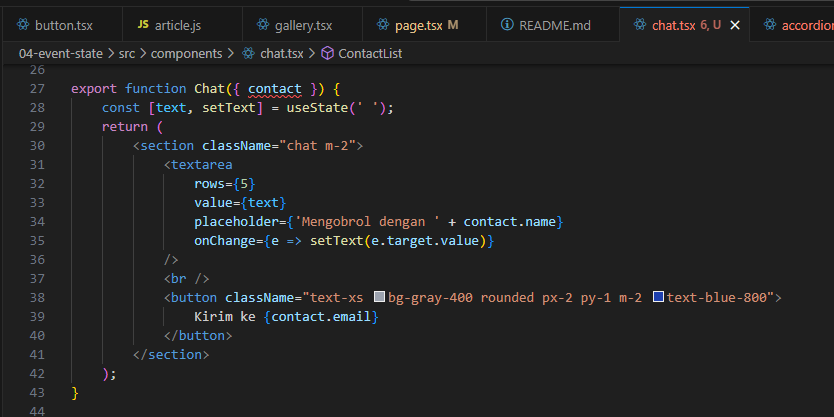 button.tsx JS article.js gallery.tsx page.tsx M README.md chat.tsx 6, U accordion
04-event-state > src > components > chat.tsx > ContactList
26
27 export function Chat({ contact }) {
28 const [text, setText] = useState(' ');
29 return (
30 <section className="chat m-2">
31 <textarea
32 rows={5}
33 value={text}
34 placeholder={'Mengobrol dengan ' + contact.name}
35 onChange={e => setText(e.target.value)}
36 />
37 <br />
38 <button className="text-xs bg-gray-400 rounded px-2 py-1 m-2 text-blue-800">
39 Kirim ke {contact.email}
40 </button>
41 </section>
42 );
43 }
44